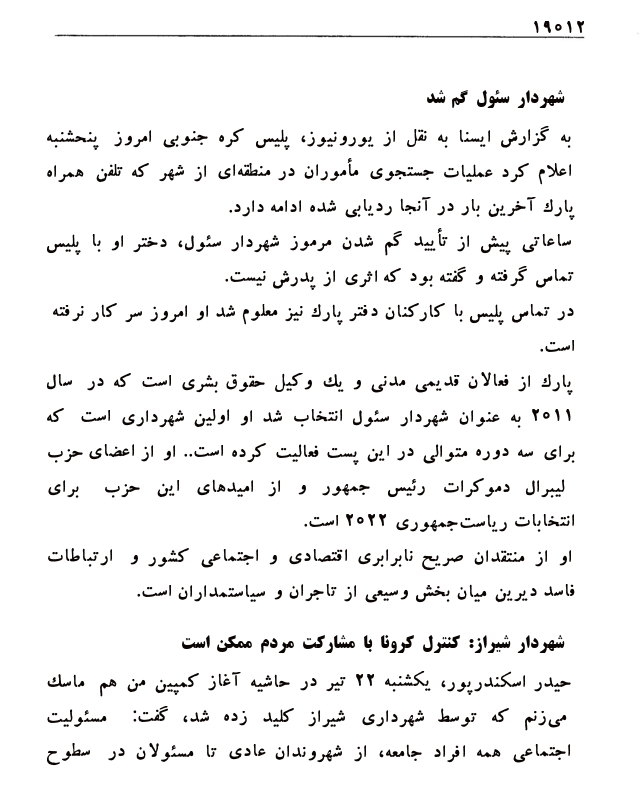 ۱۹۰۱۲
شهردار سئول گم شد
به گزارش ایسنا به نقل از یورونیوز، پلیس کره جنوبی امروز پنحشنبه
اعلام کرد عملیات جستجوی مأموران در منطقه‌ای از شهر که تلفن همراه
پارك آخرین بار در آنجا ردیابی شده ادامه دارد.
ساعاتی پیش از تأیید گم شدن مرموز شهردار سئول، دختر او با پلیس
تماس گرفته و گفته بود که اثری از پدرش نیست.
در تماس پلیس با کارکنان دفتر پارك نیز معلوم شد او امروز سر کار نرفته
است.
پارك از فعالان قدیمی مدنی و یك وکیل حقوق بشری است که در سال
۲۰۱۱ به عنوان شهردار سئول انتخاب شد او اولین شهرداری است که
برای سه دوره متوالی در این پست فعالیت کرده است.. او از اعضای حزب
لیبرال دموکرات رئیس جمهور و از امیدهای این حزب برای
انتخابات ریاست‌جمهوری ۲۰۲۲ است.
او از منتقدان صریح نابرابری اقتصادی و اجتماعی کشور و ارتباطات
فاسد دیرین میان بخش وسیعی از تاجران و سیاستمداران است.
شهردار شیراز: کنترل کرونا با مشارکت مردم ممکن است
حیدر اسکندرپور، یکشنبه ۲۲ تیر در حاشیه آغاز کمپین من هم ماسك
می‌زنم که توسط شهرداری شیراز کلید زده شد، گفت: مسئولیت
اجتماعی همه افراد جامعه، از شهروندان عادی تا مسئولان در سطوح